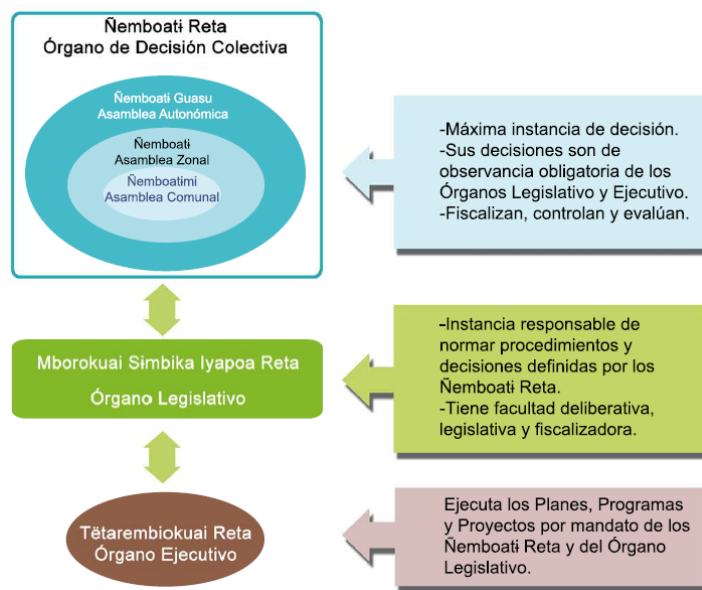 Ñemboatɨ Reta
Órgano de Decisión Colectiva
Ñemboatɨ Guasu
Asamblea Autonómica
Ñemboatɨ
Asamblea Zonal
Ñemboatimi
Asamblea Comunal
-Máxima instancia de decisión.
-Sus decisiones son de
observancia obligatoria de los
Órganos Legislativo y Ejecutivo.
-Fiscalizan, controlan y evalúan.
Mborokuai Sɨmbika Iyapoa Reta
Órgano Legislativo
-Instancia responsable de
normar procedimientos y
decisiones definidas por los
Ñemboatɨ Reta.
-Tiene facultad deliberativa,
legislativa y fiscalizadora.
Tëtarembiokuai Reta
Órgano Ejecutivo
Ejecuta los Planes, Programas
y Proyectos por mandato de los
Ñemboatɨ Reta y del Órgano
Legislativo.